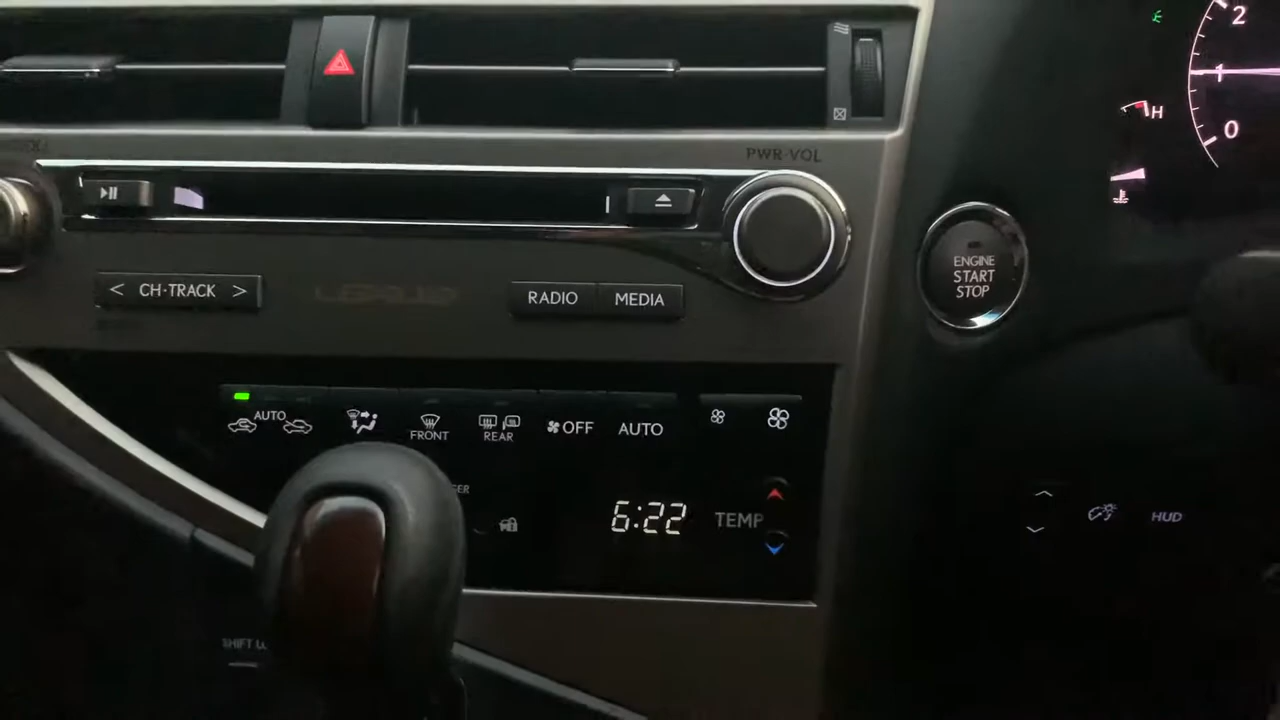 2
1
0
H
PWR·VOL
< CH·TRACK >
RADIO
MEDIA
ENGINE
START
STOP
AUTO
FRONT
REAR
OFF
AUTO
6:22
TEMP
HUD
SHIFT